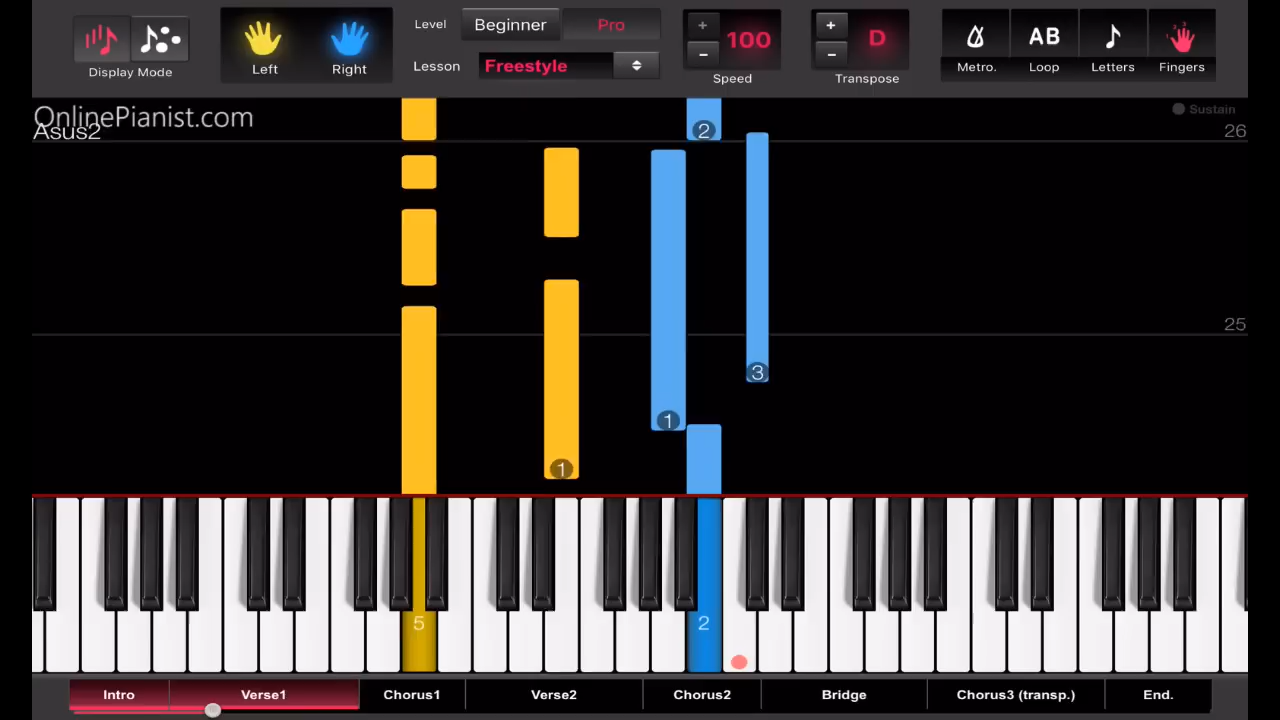 Level
Beginner
Pro
Lesson
Freestyle
Display Mode
Left
Right
+
100
-
Speed
+
D
-
Transpose
AB
Metro.
Loop
Letters
Fingers
OnlinePianist.com
Asus2
Sustain
26
25
2
1
1
3
5
2
Intro
Verse1
Chorus1
Verse2
Chorus2
Bridge
Chorus3 (transp.)
End.